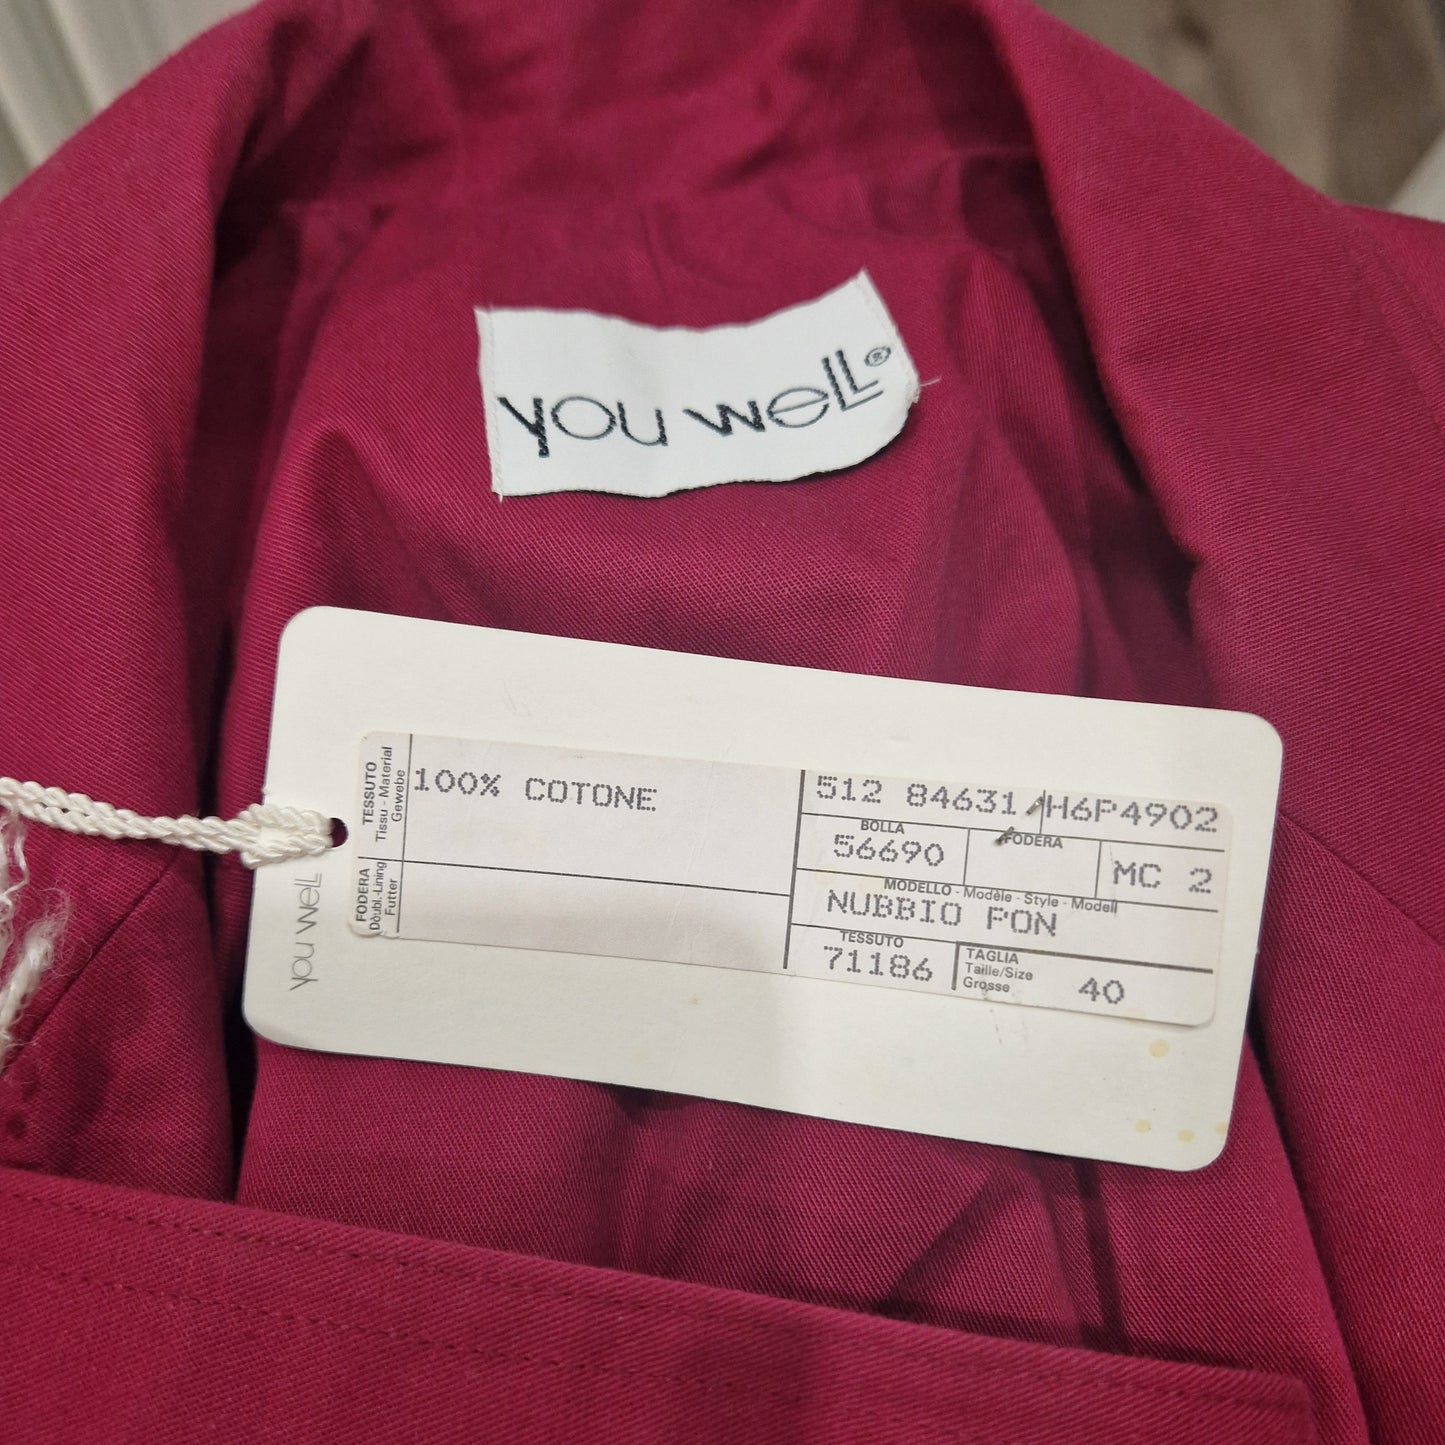 you well®
you well
TESSUTO
Tissu - Material
Gewebe
100% COTONE
FODERA
Doubl.-Lining
Futter
512 84631 H6P4902
BOLLA
56690
FODERA
MC 2
MODELLO - Modèle - Style - Modell
NUBBIO PON
TESSUTO
71186
TAGLIA
Taille/Size
Grosse
40